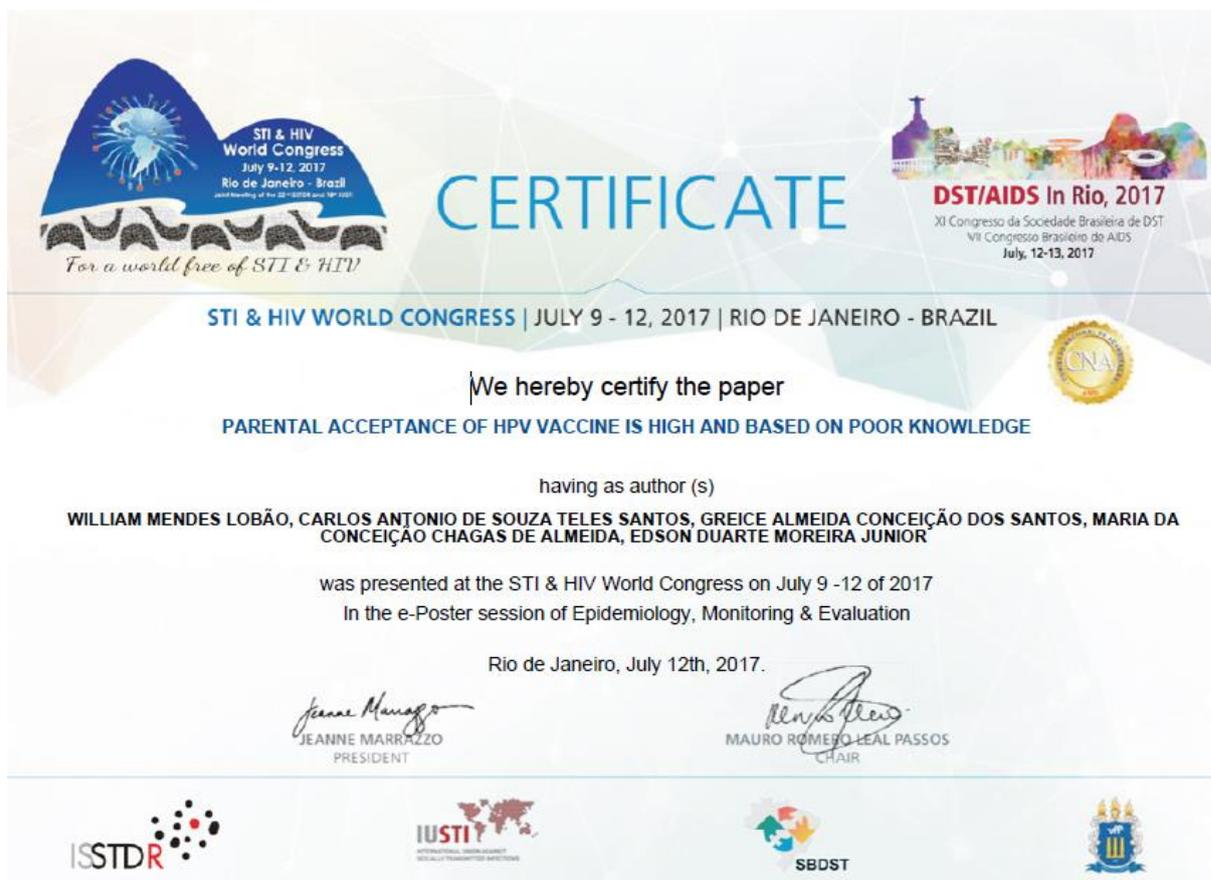 STI & HIV
World Congress
July 9-12, 2017
Rio de Janeiro - Brazil
For a world free of STI & HIV
CERTIFICATE
DST/AIDS In Rio, 2017
XI Congresso da Sociedade Brasileira de DST
VII Congresso Brasileiro de AIDS
July, 12-13, 2017
STI & HIV WORLD CONGRESS | JULY 9 - 12, 2017 | RIO DE JANEIRO - BRAZIL
CNA
We hereby certify the paper
PARENTAL ACCEPTANCE OF HPV VACCINE IS HIGH AND BASED ON POOR KNOWLEDGE
having as author (s)
WILLIAM MENDES LOBÃO, CARLOS ANTONIO DE SOUZA TELES SANTOS, GREICE ALMEIDA CONCEIÇÃO DOS SANTOS, MARIA DA
CONCEIÇÃO CHAGAS DE ALMEIDA, EDSON DUARTE MOREIRA JUNIOR
was presented at the STI & HIV World Congress on July 9 -12 of 2017
In the e-Poster session of Epidemiology, Monitoring & Evaluation
Rio de Janeiro, July 12th, 2017.
JEANNE MARRAZZO
PRESIDENT
MAURO ROMERO LEAL PASSOS
CHAIR
ISSTDR
IUSTI
INTERNATIONAL UNION AGAINST
SEXUALLY TRANSMITTED INFECTIONS
SBDST